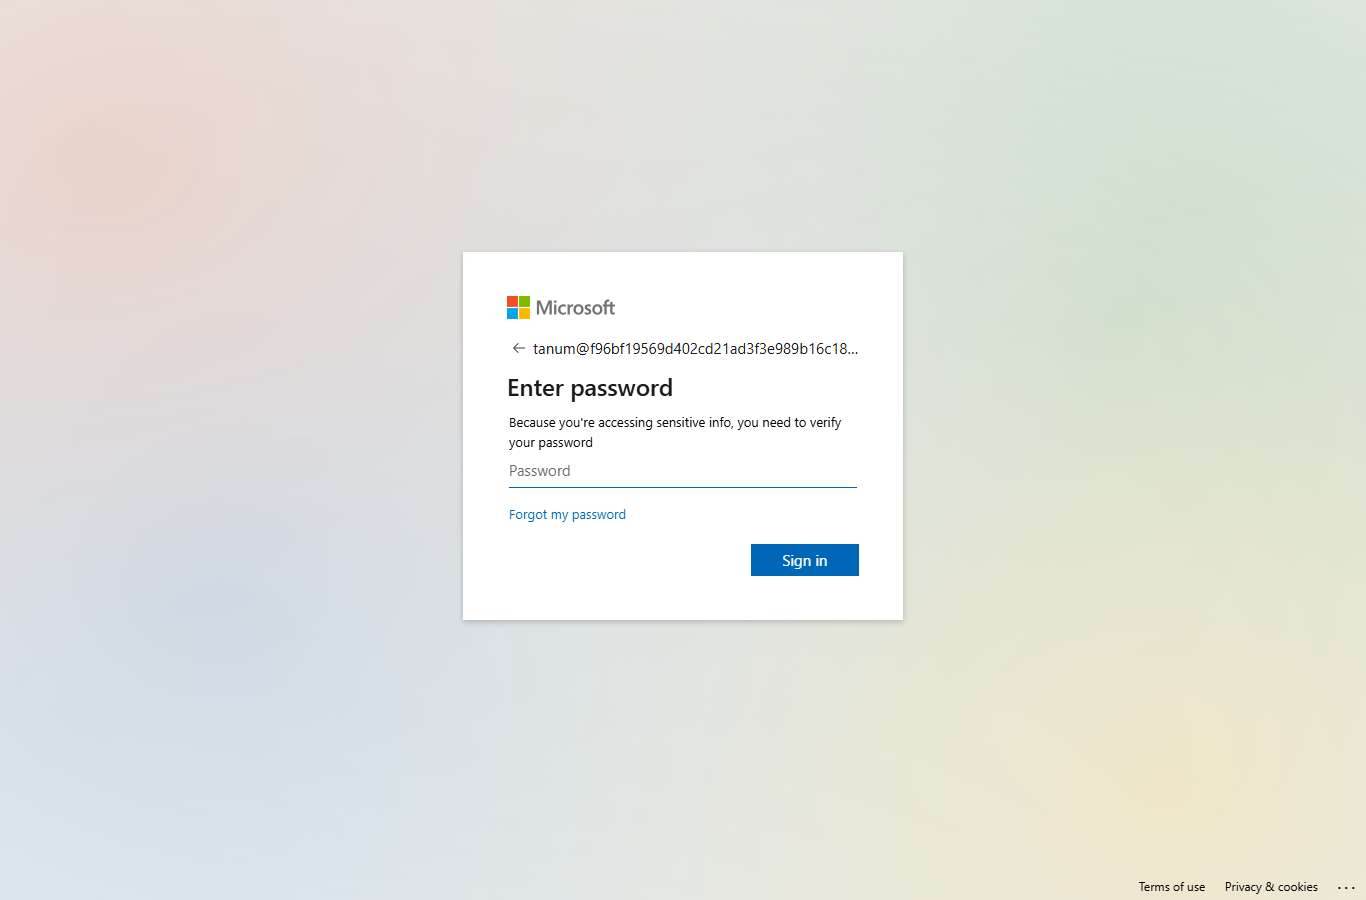 Microsoft
tanum@f96bf19569d402cd21ad3f3e989b16c18...
Enter password
Because you're accessing sensitive info, you need to verify
your password
Password
Forgot my password
Sign in
Terms of use Privacy & cookies ...